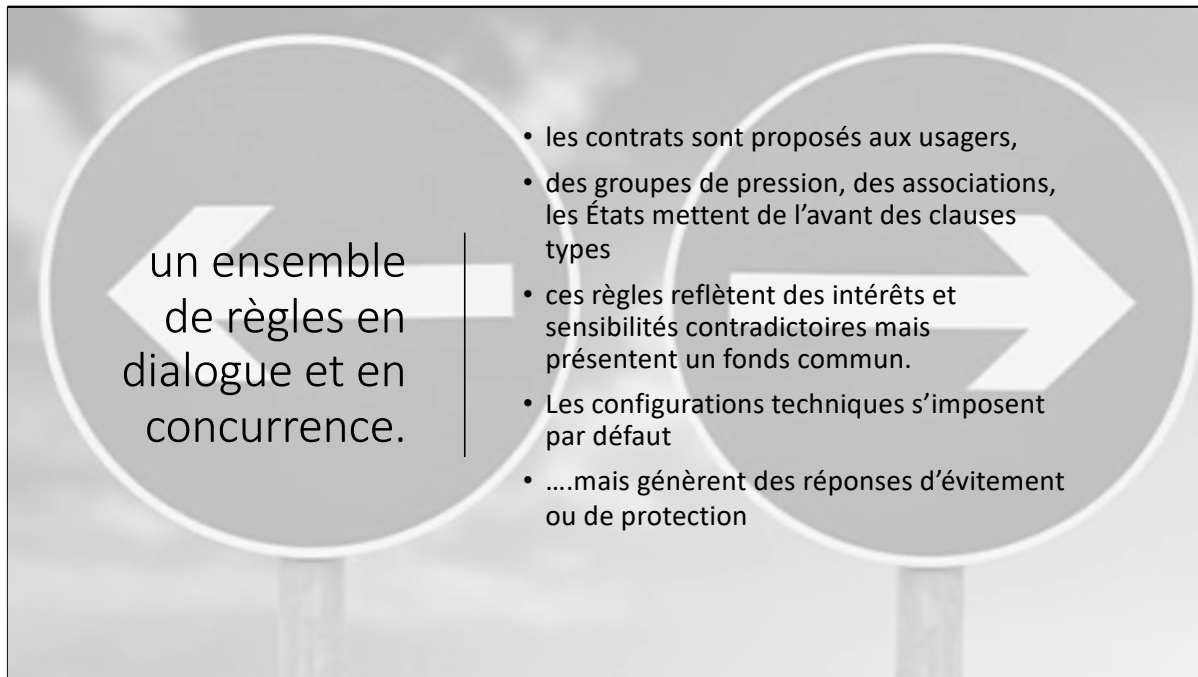 un ensemble
de règles en
dialogue et en
concurrence.
• les contrats sont proposés aux usagers,
• des groupes de pression, des associations,
les États mettent de l’avant des clauses
types
• ces règles reflètent des intérêts et
sensibilités contradictoires mais
présentent un fonds commun.
• Les configurations techniques s’imposent
par défaut
• ….mais génèrent des réponses d’évitement
ou de protection